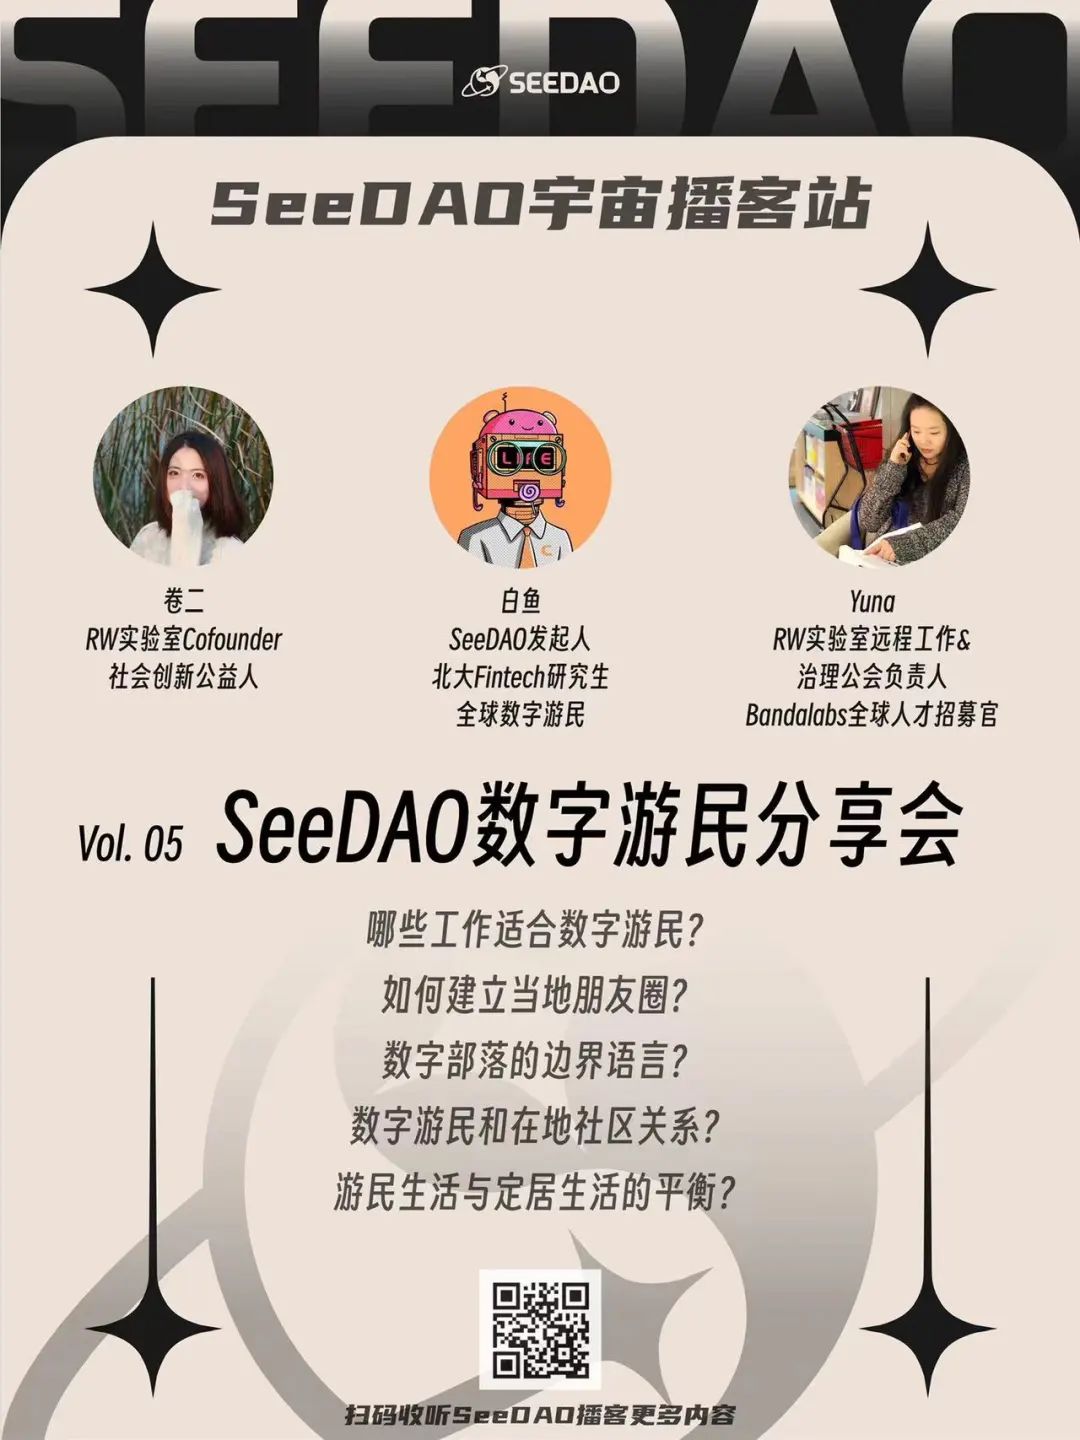 SEEDAO
SEEDAO
SeeDAO宇宙播客站
LIFE
C
卷二
RW实验室Cofounder
社会创新公益人
白鱼
SeeDAO发起人
北大Fintech研究生
全球数字游民
Yuna
RW实验室远程工作&
治理公会负责人
Bandalabs全球人才招募官
Vol. 05 SeeDAO数字游民分享会
哪些工作适合数字游民？
如何建立当地朋友圈？
数字部落的边界语言？
数字游民和在地社区关系？
游民生活与定居生活的平衡？
扫码收听SeeDAO播客更多内容